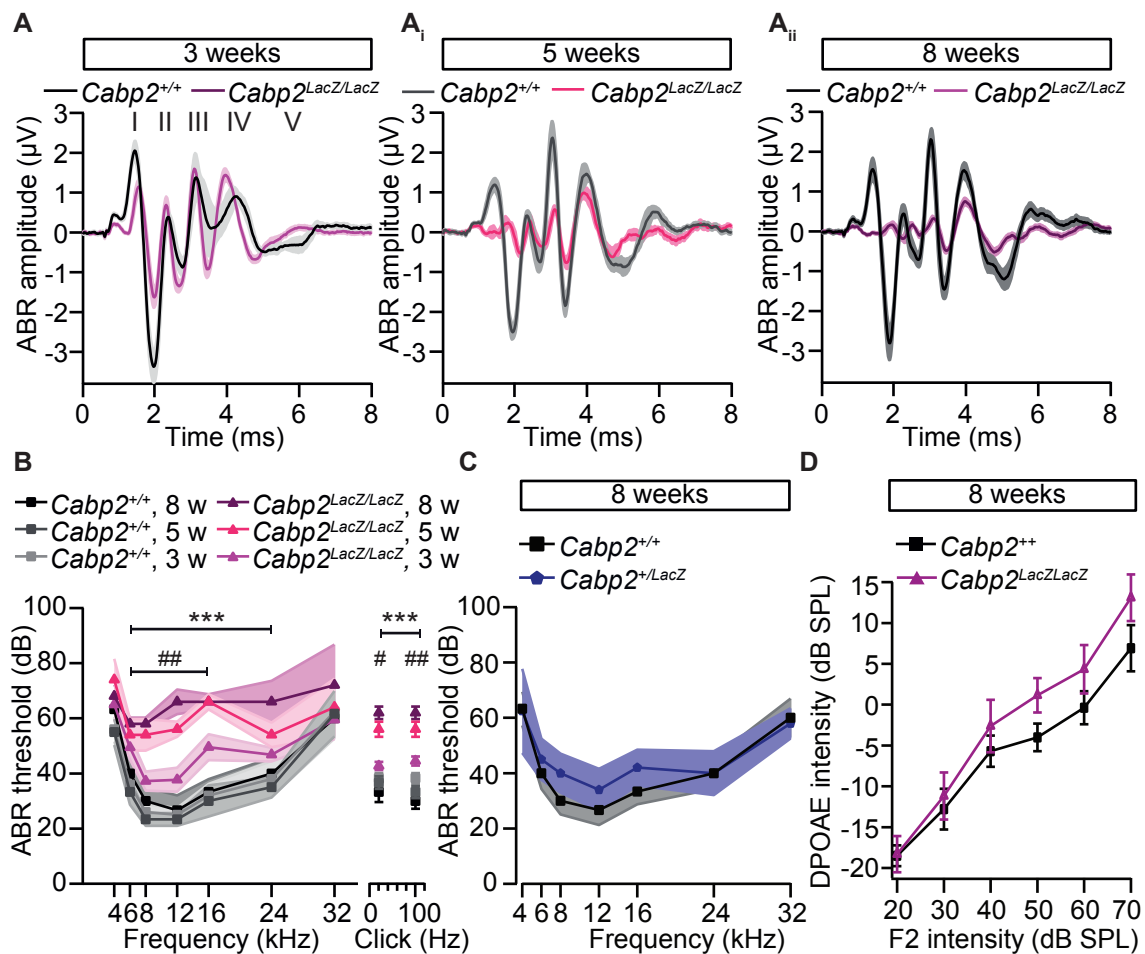 A
3 weeks
Cabp2+/+ Cabp2LacZ/LacZ
I II III IV V
ABR amplitude (μV)
3
2
1
0
-1
-2
-3
0 2 4 6 8
Time (ms)
Ai
5 weeks
Cabp2+/+ Cabp2LacZ/LacZ
ABR amplitude (μV)
3
2
1
0
-1
-2
-3
0 2 4 6 8
Time (ms)
Aii
8 weeks
Cabp2+/+ Cabp2LacZ/LacZ
ABR amplitude (μV)
3
2
1
0
-1
-2
-3
0 2 4 6 8
Time (ms)
B
Cabp2+/+, 8 w Cabp2LacZ/LacZ, 8 w
Cabp2+/+, 5 w Cabp2LacZ/LacZ, 5 w
Cabp2+/+, 3 w Cabp2LacZ/LacZ, 3 w
ABR threshold (dB)
100
80
60
40
20
0
*** ***
## # ##
4 6 8 12 16 24 32 0 100
Frequency (kHz) Click (Hz)
C
8 weeks
Cabp2+/+
Cabp2+/LacZ
ABR threshold (dB)
100
80
60
40
20
0
4 6 8 12 16 24 32
Frequency (kHz)
D
8 weeks
Cabp2++
Cabp2LacZLacZ
DPOAE intensity (dB SPL)
15
10
5
0
-5
-10
-15
-20
20 30 40 50 60 70
F2 intensity (dB SPL)